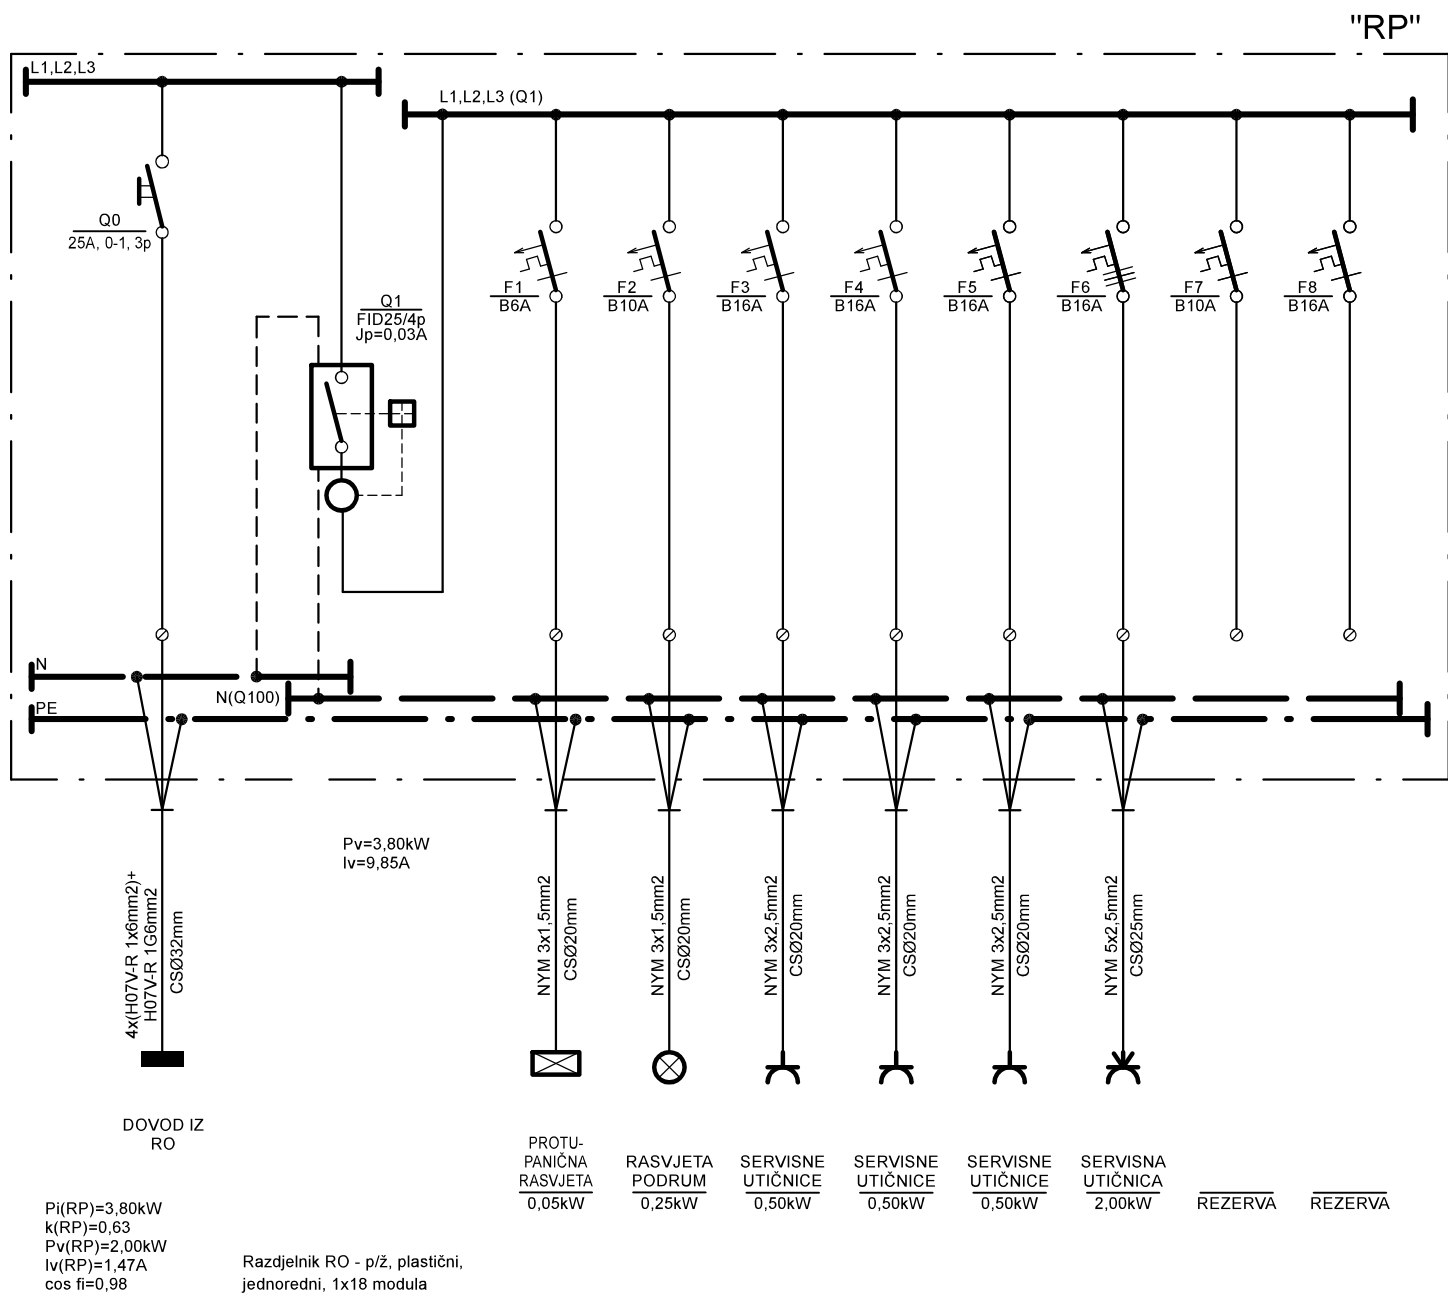 "RP"
L1,L2,L3
L1,L2,L3 (Q1)
Q0
25A, 0-1, 3p
Q1
FID25/4p
Jp=0,03A
F1
B6A
F2
B10A
F3
B16A
F4
B16A
F5
B16A
F6
B16A
F7
B10A
F8
B16A
N
N(Q100)
PE
Pv=3,80kW
Iv=9,85A
4x(H07V-R 1x6mm2)+
H07V-R 1G6mm2
CSØ32mm
NYM 3x1,5mm2
CSØ20mm
NYM 3x1,5mm2
CSØ20mm
NYM 3x2,5mm2
CSØ20mm
NYM 3x2,5mm2
CSØ20mm
NYM 3x2,5mm2
CSØ20mm
NYM 5x2,5mm2
CSØ25mm
DOVOD IZ
RO
PROTU-
PANIČNA
RASVJETA
0,05kW
RASVJETA
PODRUM
0,25kW
SERVISNE
UTIČNICE
0,50kW
SERVISNE
UTIČNICE
0,50kW
SERVISNE
UTIČNICE
0,50kW
SERVISNA
UTIČNICA
2,00kW
REZERVA
REZERVA
Pi(RP)=3,80kW
k(RP)=0,63
Pv(RP)=2,00kW
Iv(RP)=1,47A
cos fi=0,98
Razdjelnik RO - p/ž, plastični,
jednoredni, 1x18 modula